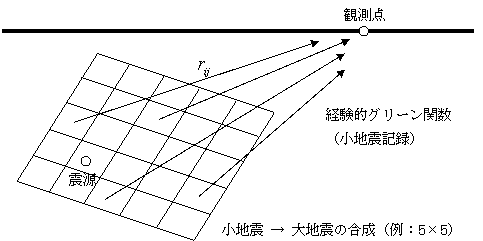 観測点
r_ij
経験的グリーン関数
（小地震記録）
震源
小地震 → 大地震の合成（例：5×5）